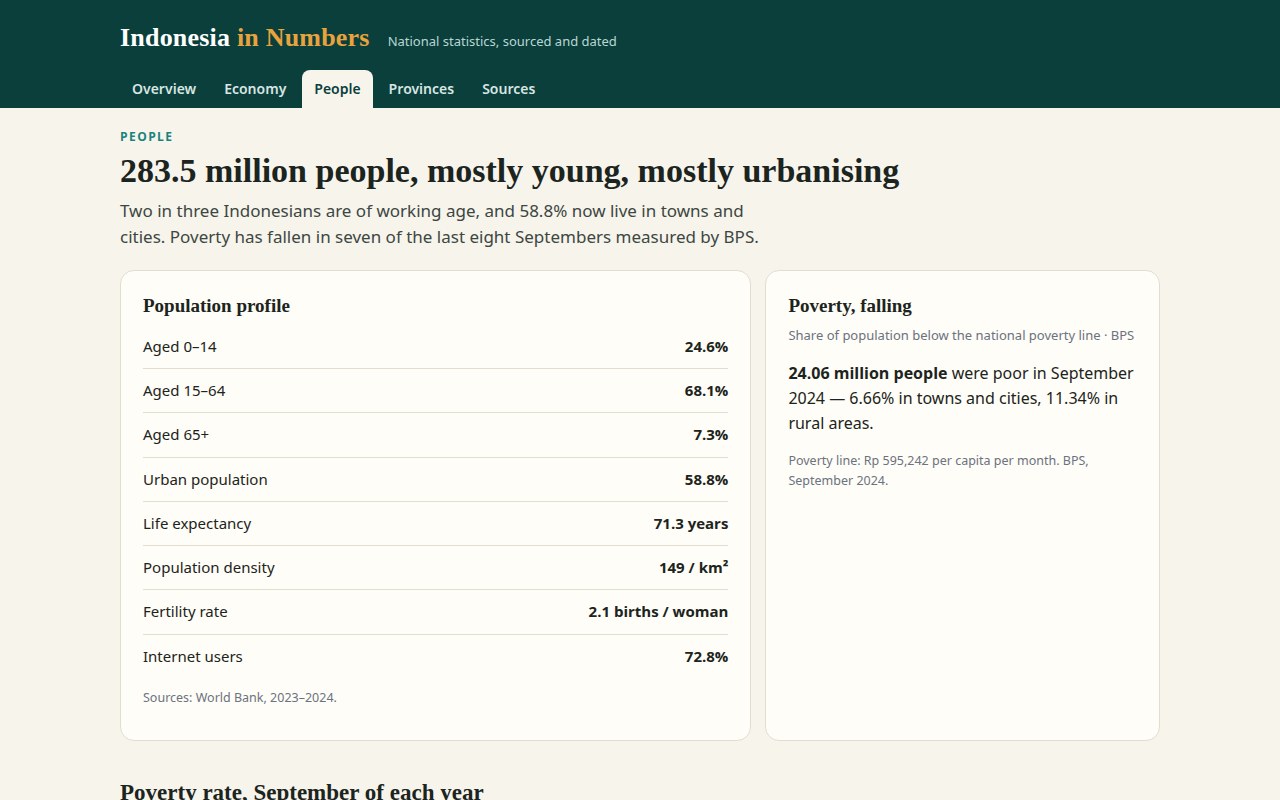 Indonesia in Numbers National statistics, sourced and dated
Overview Economy People Provinces Sources
PEOPLE
283.5 million people, mostly young, mostly urbanising
Two in three Indonesians are of working age, and 58.8% now live in towns and
cities. Poverty has fallen in seven of the last eight Septembers measured by BPS.
Population profile
Aged 0–14 24.6%
Aged 15–64 68.1%
Aged 65+ 7.3%
Urban population 58.8%
Life expectancy 71.3 years
Population density 149 / km²
Fertility rate 2.1 births / woman
Internet users 72.8%
Sources: World Bank, 2023–2024.
Poverty, falling
Share of population below the national poverty line · BPS
24.06 million people were poor in September
2024 — 6.66% in towns and cities, 11.34% in
rural areas.
Poverty line: Rp 595,242 per capita per month. BPS,
September 2024.
Poverty rate, September of each year